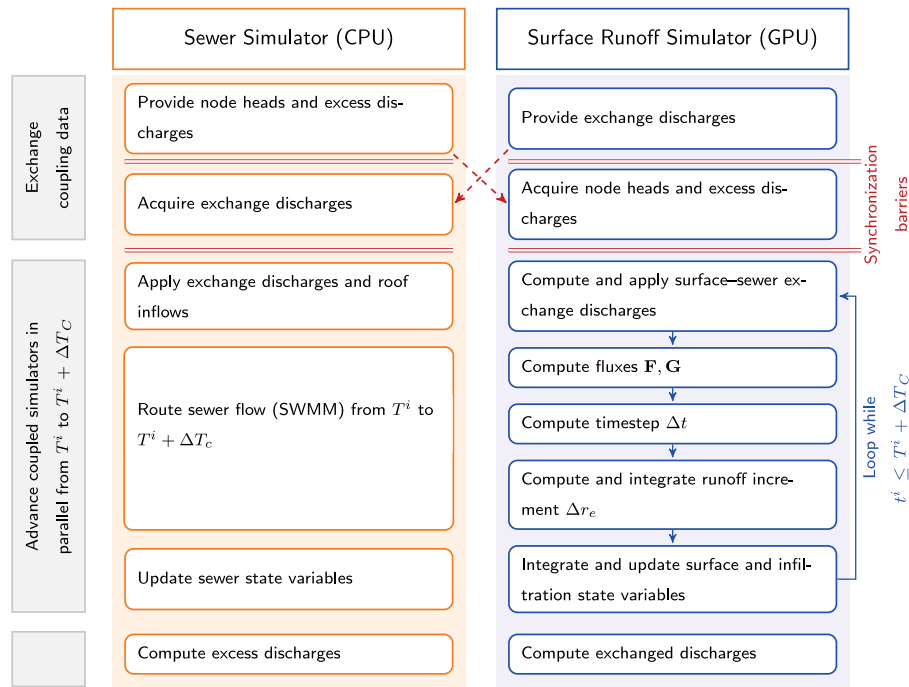 Sewer Simulator (CPU)
Surface Runoff Simulator (GPU)
Exchange
coupling data
Provide node heads and excess dis-
charges
Provide exchange discharges
Acquire exchange discharges
Acquire node heads and excess dis-
charges
Synchronization
barriers
Advance coupled simulators in
parallel from T^i to T^i + ΔT_C
Apply exchange discharges and roof
inflows
Route sewer flow (SWMM) from T^i to
T^i + ΔT_c
Update sewer state variables
Compute excess discharges
Compute and apply surface–sewer ex-
change discharges
Compute fluxes F, G
Compute timestep Δt
Compute and integrate runoff incre-
ment Δr_e
Integrate and update surface and infil-
tration state variables
Loop while
t^i ≤ T^i + ΔT_C
Compute exchanged discharges